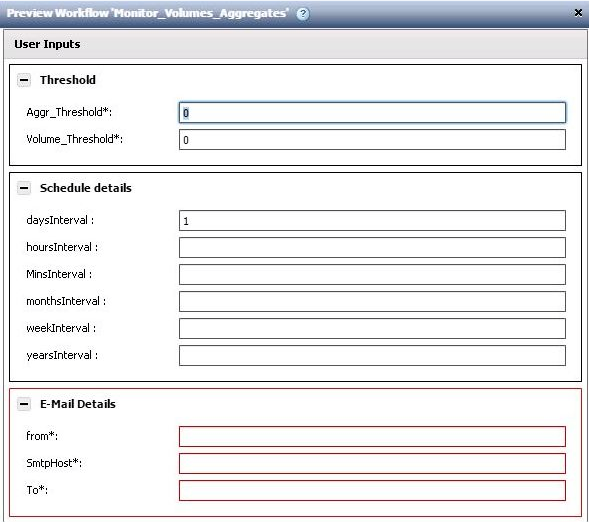 Preview Workflow 'Monitor_Volumes_Aggregates' ?
User Inputs
Threshold
Aggr_Threshold*: 0
Volume_Threshold*: 0
Schedule details
daysInterval : 1
hoursInterval :
MinsInterval :
monthsInterval :
weekInterval :
yearsInterval :
E-Mail Details
from*:
SmtpHost*:
To*: